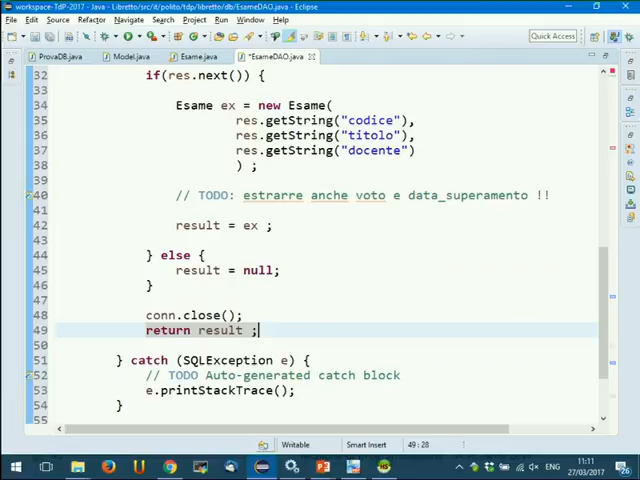 workspace-TdP-2017 - Java - Libretto/src/it/polito/tdp/libretto/db/EsameDAO.java - Eclipse
File Edit Source Refactor Navigate Search Project Run Window Help
Quick Access
ProvaDB.java Model.java Esame.java *EsameDAO.java
32 if(res.next()) {
33
34 Esame ex = new Esame(
35 res.getString("codice"),
36 res.getString("titolo"),
37 res.getString("docente")
38 ) ;
39
40 // TODO: estrarre anche voto e data_superamento !!
41
42 result = ex ;
43
44 } else {
45 result = null;
46 }
47
48 conn.close();
49 return result ;
50
51 } catch (SQLException e) {
52 // TODO Auto-generated catch block
53 e.printStackTrace();
54 }
55
Writable Smart Insert 49 : 28
11:11
27/03/2017
26